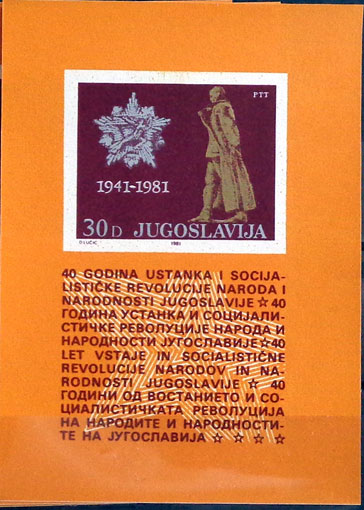 PTT
1941-1981
30 D JUGOSLAVIJA
D. LUČIĆ 1981
40 GODINA USTANKA I SOCIJA-
LISTIČKE REVOLUCIJE NARODA I
NARODNOSTI JUGOSLAVIJE ☆ 40
ГОДИНА УСТАНКА И СОЦИЈАЛИ-
СТИЧКЕ РЕВОЛУЦИЈЕ НАРОДА И
НАРОДНОСТИ ЈУГОСЛАВИЈЕ ☆ 40
LET VSTAJE IN SOCIALISTIČNE
REVOLUCIJE NARODOV IN NA-
RODNOSTI JUGOSLAVIJE ☆ 40
ГОДИНИ ОД ВОСТАНИЕТО И СО-
ЦИЈАЛИСТИЧКАТА РЕВОЛУЦИЈА
НА НАРОДИТЕ И НАРОДНОСТИ-
ТЕ НА ЈУГОСЛАВИЈА ☆ ☆ ☆ ☆